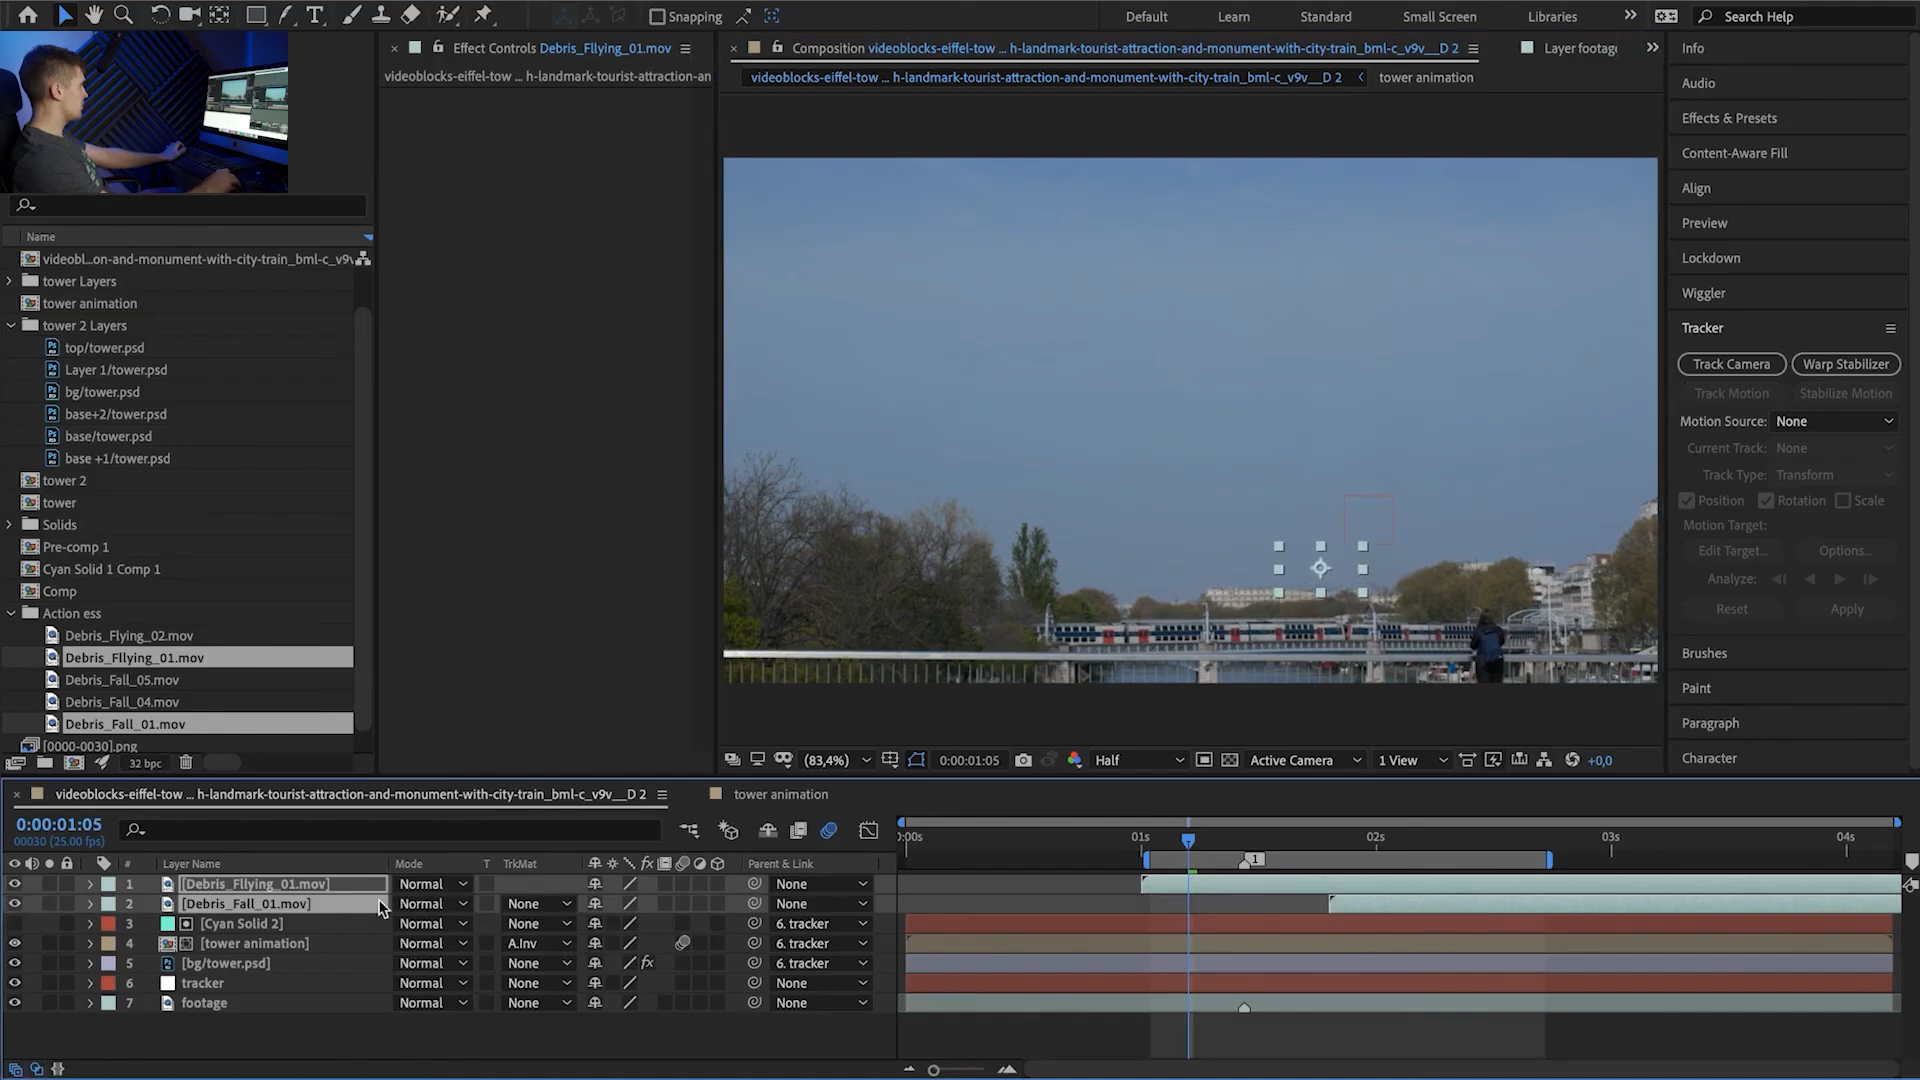 Snapping
Default
Learn
Standard
Small Screen
Libraries
Search Help
Effect Controls Debris_Fllying_01.mov
videoblocks-eiffel-tow ... h-landmark-tourist-attraction-an
Composition videoblocks-eiffel-tow ... h-landmark-tourist-attraction-and-monument-with-city-train_bml-c_v9v__D 2
Layer footag
videoblocks-eiffel-tow ... h-landmark-tourist-attraction-and-monument-with-city-train_bml-c_v9v__D 2
tower animation
Name
videobl...on-and-monument-with-city-train_bml-c_v9v
tower Layers
tower animation
tower 2 Layers
top/tower.psd
Layer 1/tower.psd
bg/tower.psd
base+2/tower.psd
base/tower.psd
base +1/tower.psd
tower 2
tower
Solids
Pre-comp 1
Cyan Solid 1 Comp 1
Comp
Action ess
Debris_Flying_02.mov
Debris_Fllying_01.mov
Debris_Fall_05.mov
Debris_Fall_04.mov
Debris_Fall_01.mov
[0000-0030].png
32 bpc
(83,4%)
0:00:01:05
Half
Active Camera
1 View
+0,0
Info
Audio
Effects & Presets
Content-Aware Fill
Align
Preview
Lockdown
Wiggler
Tracker
Track Camera
Warp Stabilizer
Track Motion
Stabilize Motion
Motion Source: None
Current Track: None
Track Type: Transform
Position
Rotation
Scale
Motion Target:
Edit Target...
Options...
Analyze:
Reset
Apply
Brushes
Paint
Paragraph
Character
videoblocks-eiffel-tow ... h-landmark-tourist-attraction-and-monument-with-city-train_bml-c_v9v__D 2
tower animation
0:00:01:05
00030 (25.00 fps)
):00s
01s
02s
03s
04s
1
# Layer Name Mode T TrkMat Parent & Link
1 [Debris_Fllying_01.mov] Normal None
2 [Debris_Fall_01.mov] Normal None None
3 [Cyan Solid 2] Normal None 6. tracker
4 [tower animation] Normal A.Inv 6. tracker
5 [bg/tower.psd] Normal None 6. tracker
6 tracker Normal None None
7 footage Normal None None